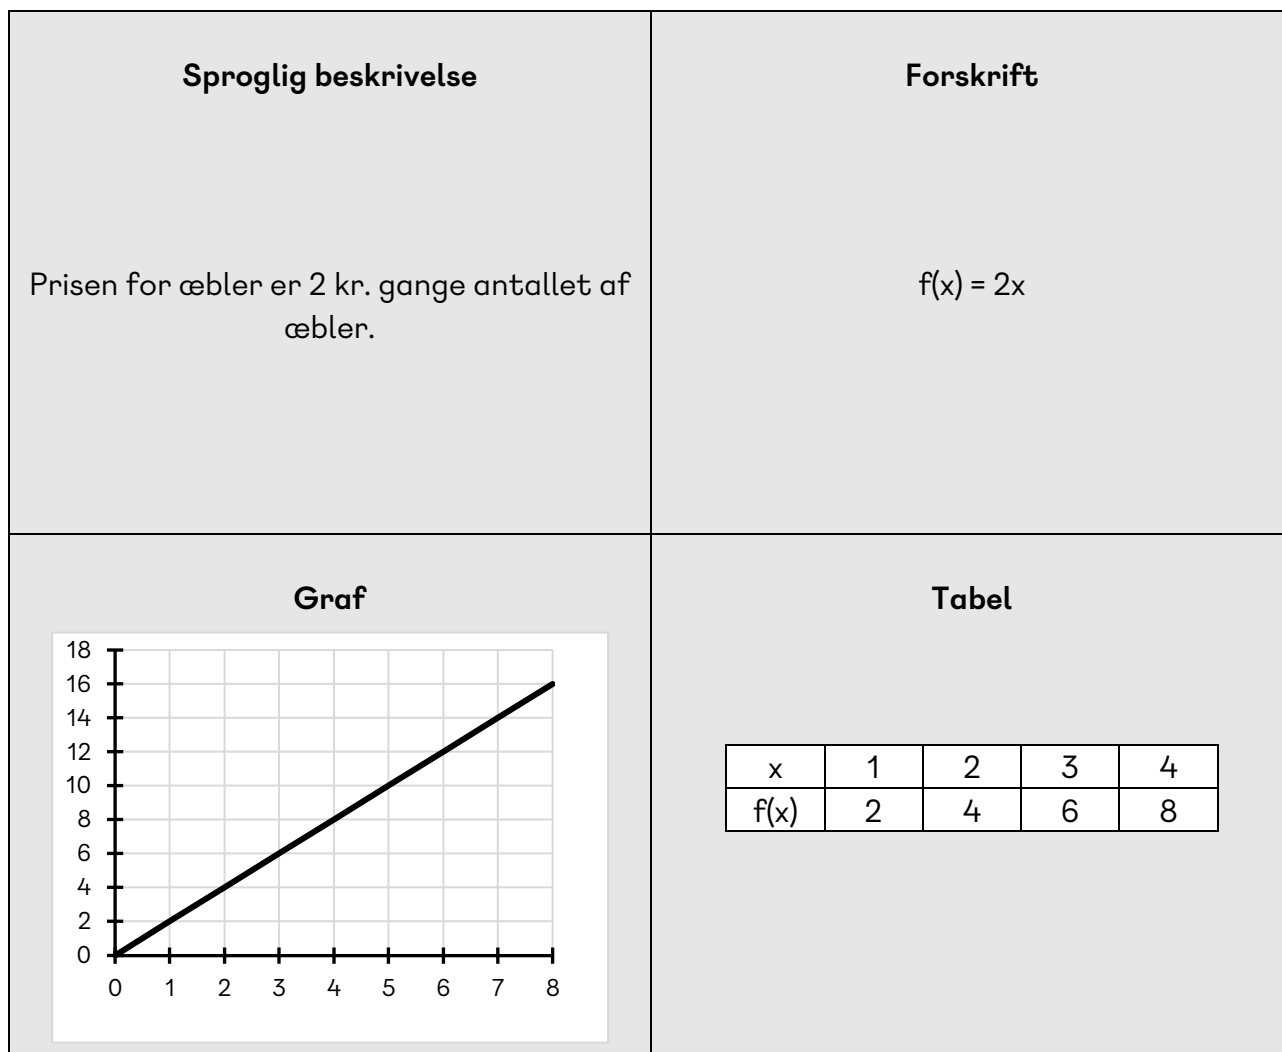 Sproglig beskrivelse
Prisen for æbler er 2 kr. gange antallet af
æbler.
Forskrift
f(x) = 2x
Graf
18
16
14
12
10
8
6
4
2
0
0 1 2 3 4 5 6 7 8
Tabel
x 1 2 3 4
f(x) 2 4 6 8